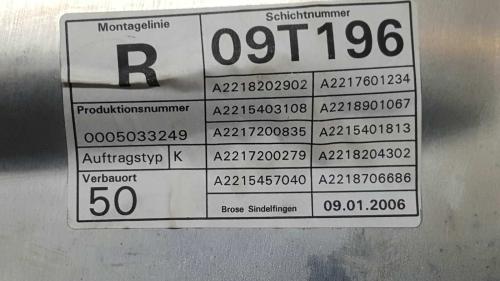 Montagelinie
R
Schichtnummer
09T196
Produktionsnummer
0005033249
Auftragstyp K
Verbauort
50
A2218202902 A2217601234
A2215403108 A2218901067
A2217200835 A2215401813
A2217200279 A2218204302
A2215457040 A2218706686
Brose Sindelfingen 09.01.2006